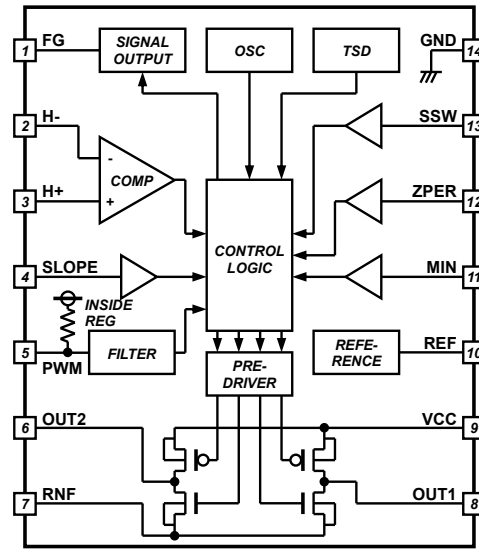 1
FG
SIGNAL
OUTPUT
OSC
TSD
GND
14
2
H-
-
COMP
+
3
H+
SSW
13
ZPER
12
CONTROL
LOGIC
4
SLOPE
MIN
11
INSIDE
REG
5
PWM
FILTER
PRE-
DRIVER
REFE-
RENCE
REF
10
6
OUT2
VCC
9
7
RNF
OUT1
8